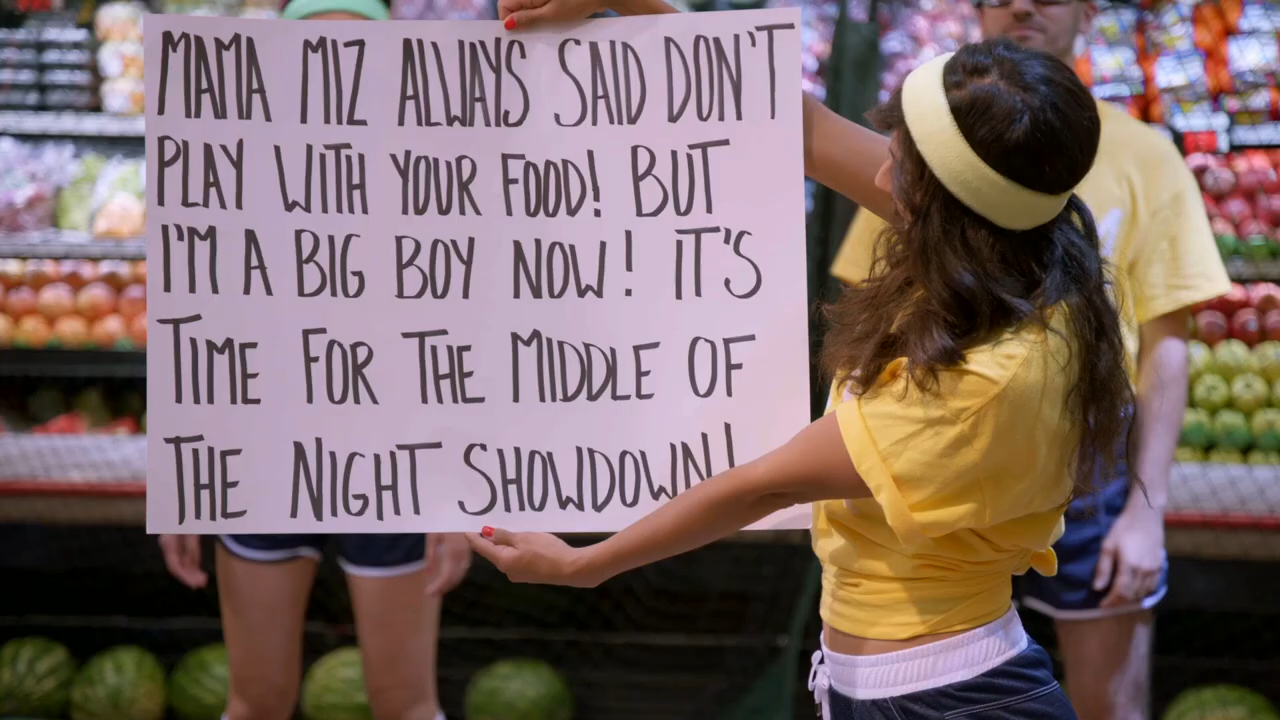 MAMA MIZ ALWAYS SAID DON'T
PLAY WITH YOUR FOOD! BUT
I'M A BIG BOY NOW! IT'S
TIME FOR THE MIDDLE OF
THE NIGHT SHOWDOWN!